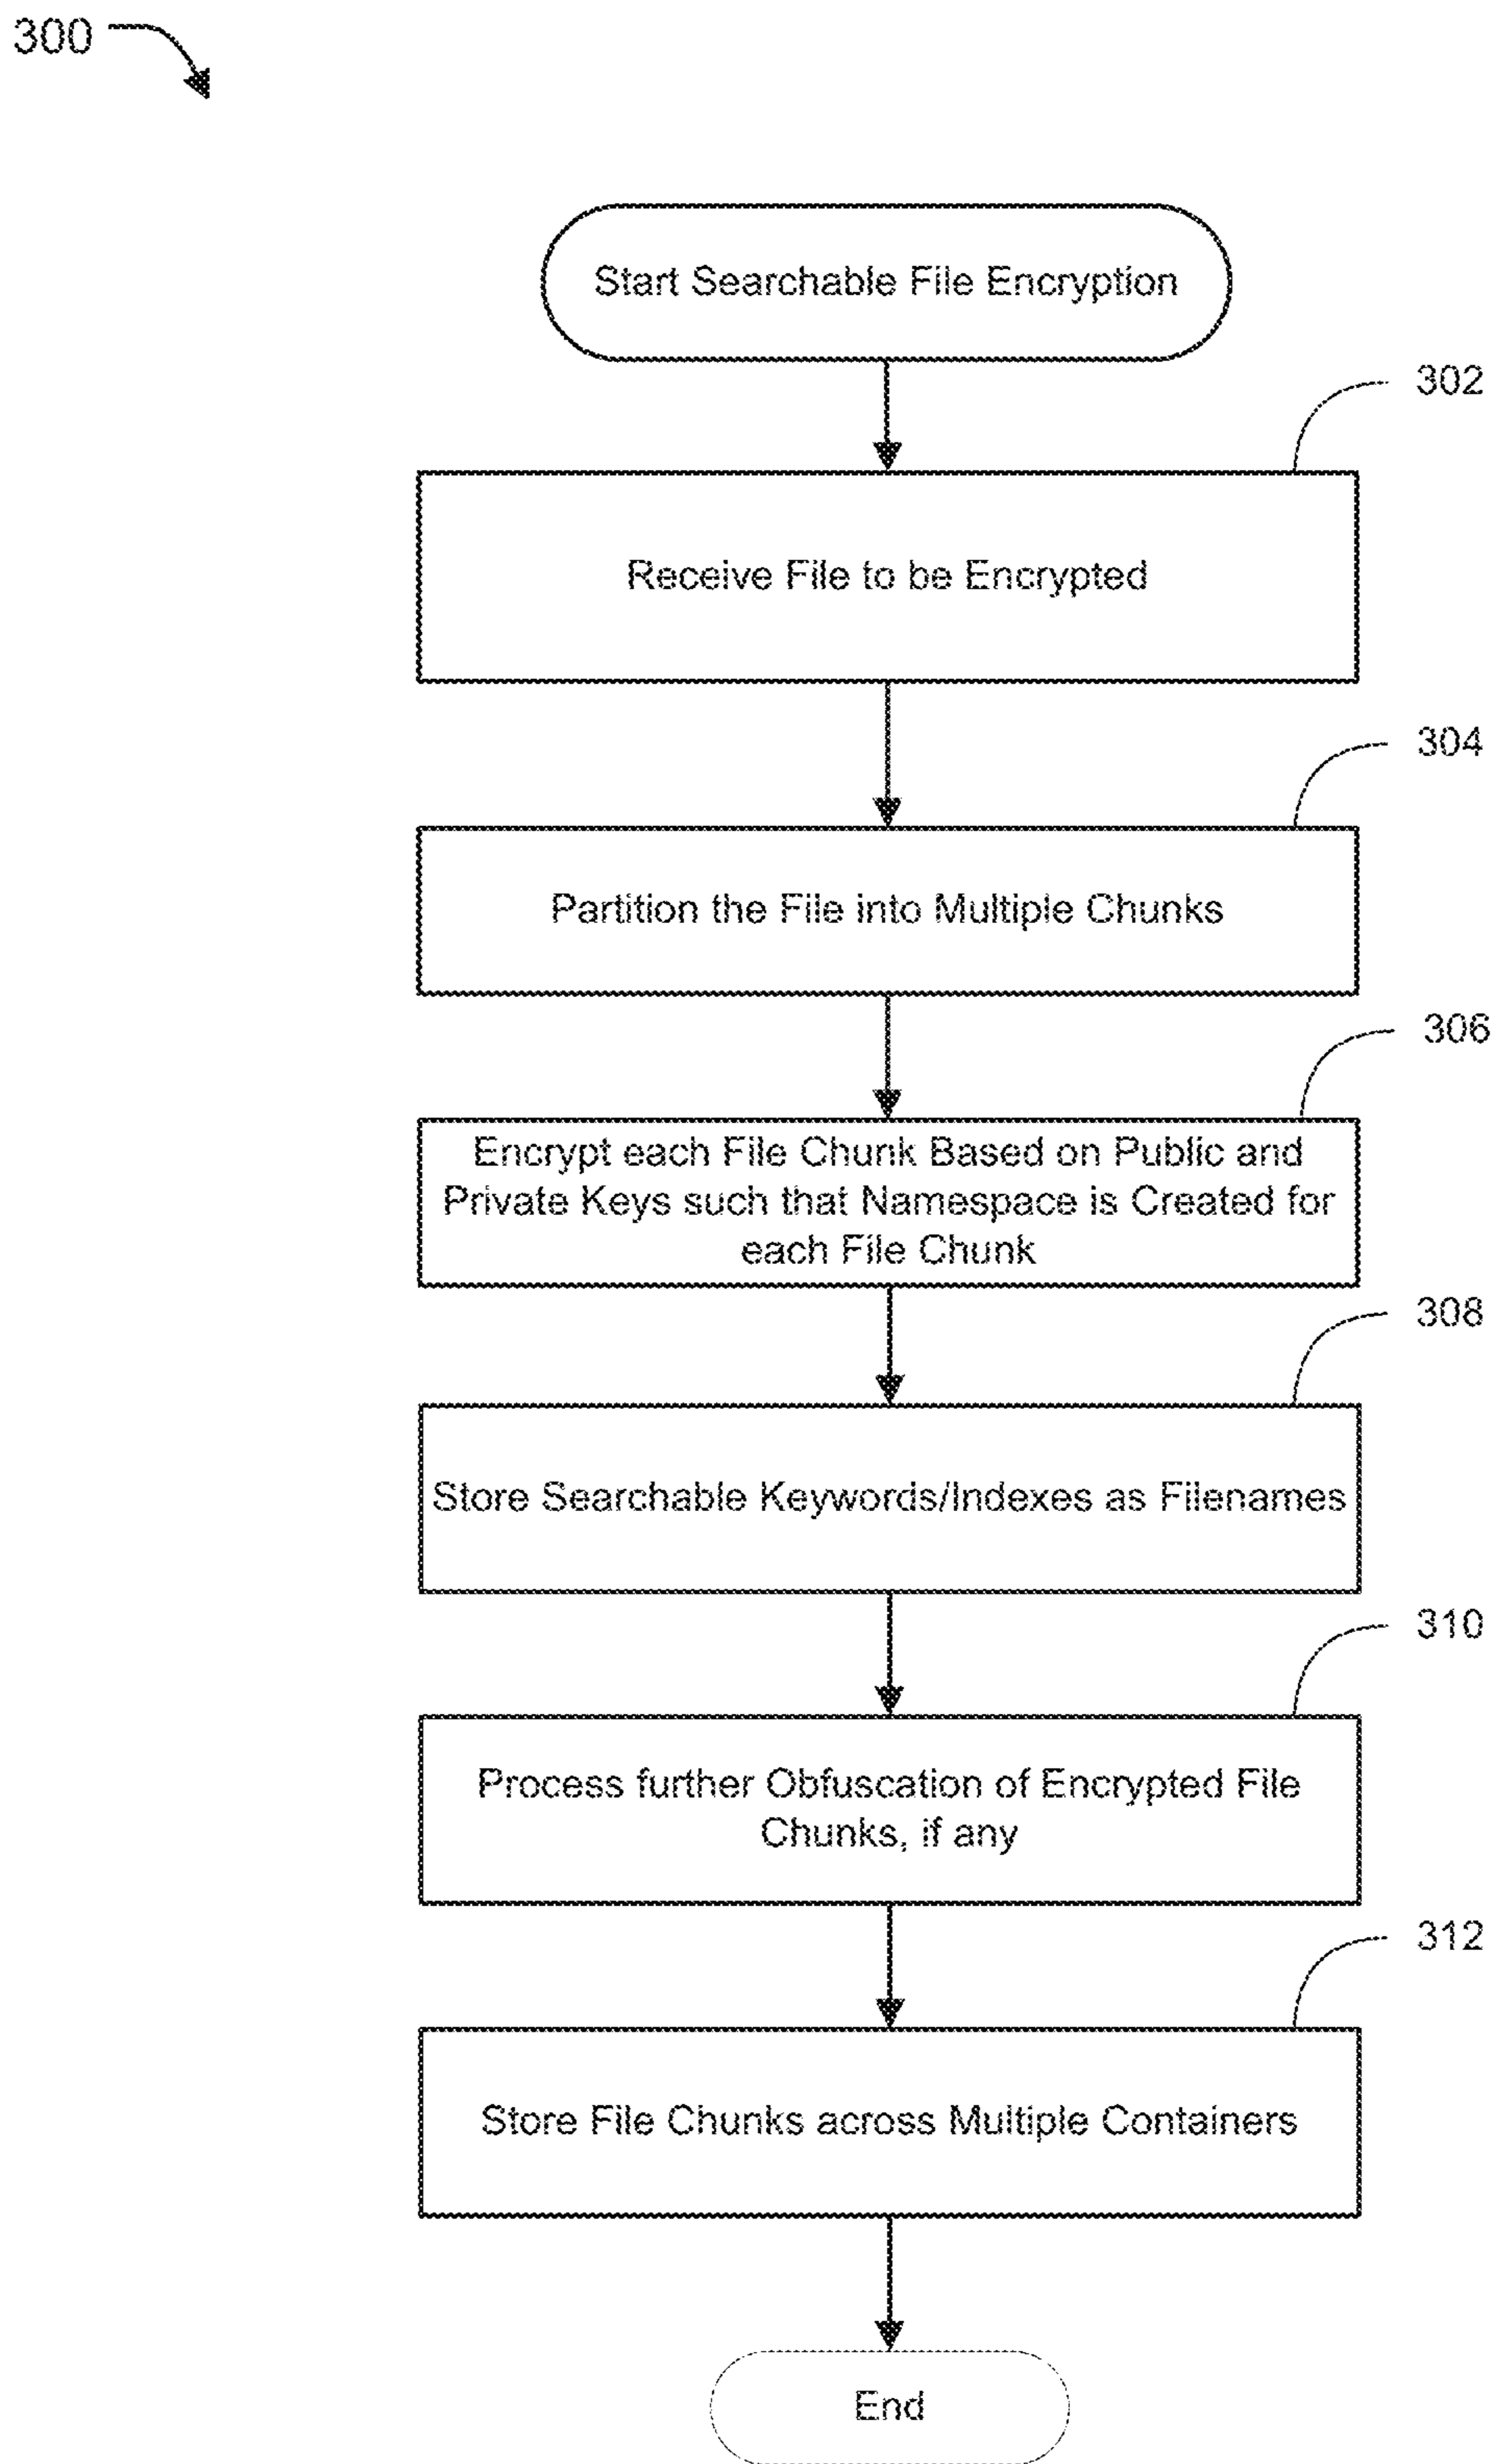 300
Start Searchable File Encryption
302
Receive File to be Encrypted
304
Partition the File into Multiple Chunks
306
Encrypt each File Chunk Based on Public and
Private Keys such that Namespace is Created for
each File Chunk
308
Store Searchable Keywords/Indexes as Filenames
310
Process further Obfuscation of Encrypted File
Chunks, if any
312
Store File Chunks across Multiple Containers
End